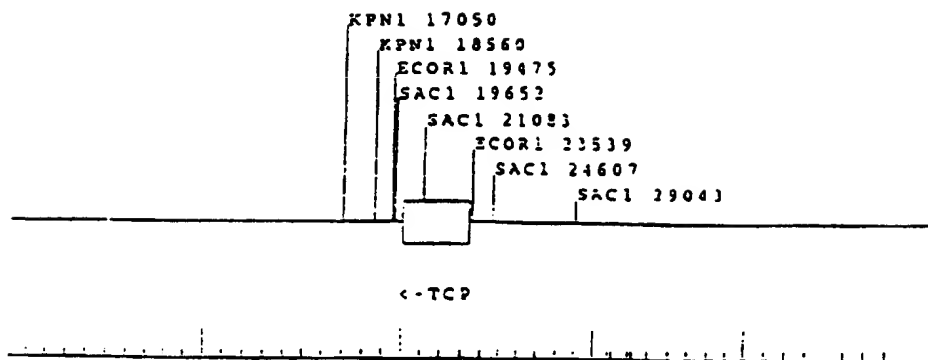 KPN1 17050
KPN1 18560
ECOR1 19475
SAC1 19652
SAC1 21083
ECOR1 23539
SAC1 24607
SAC1 29043
<-TCP